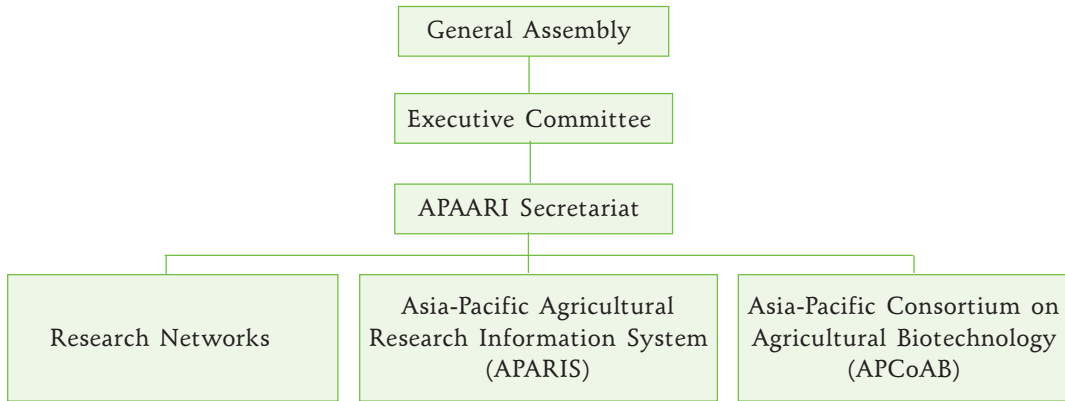 General Assembly
Executive Committee
APAARI Secretariat
Research Networks
Asia-Pacific Agricultural
Research Information System
(APARIS)
Asia-Pacific Consortium on
Agricultural Biotechnology
(APCoAB)